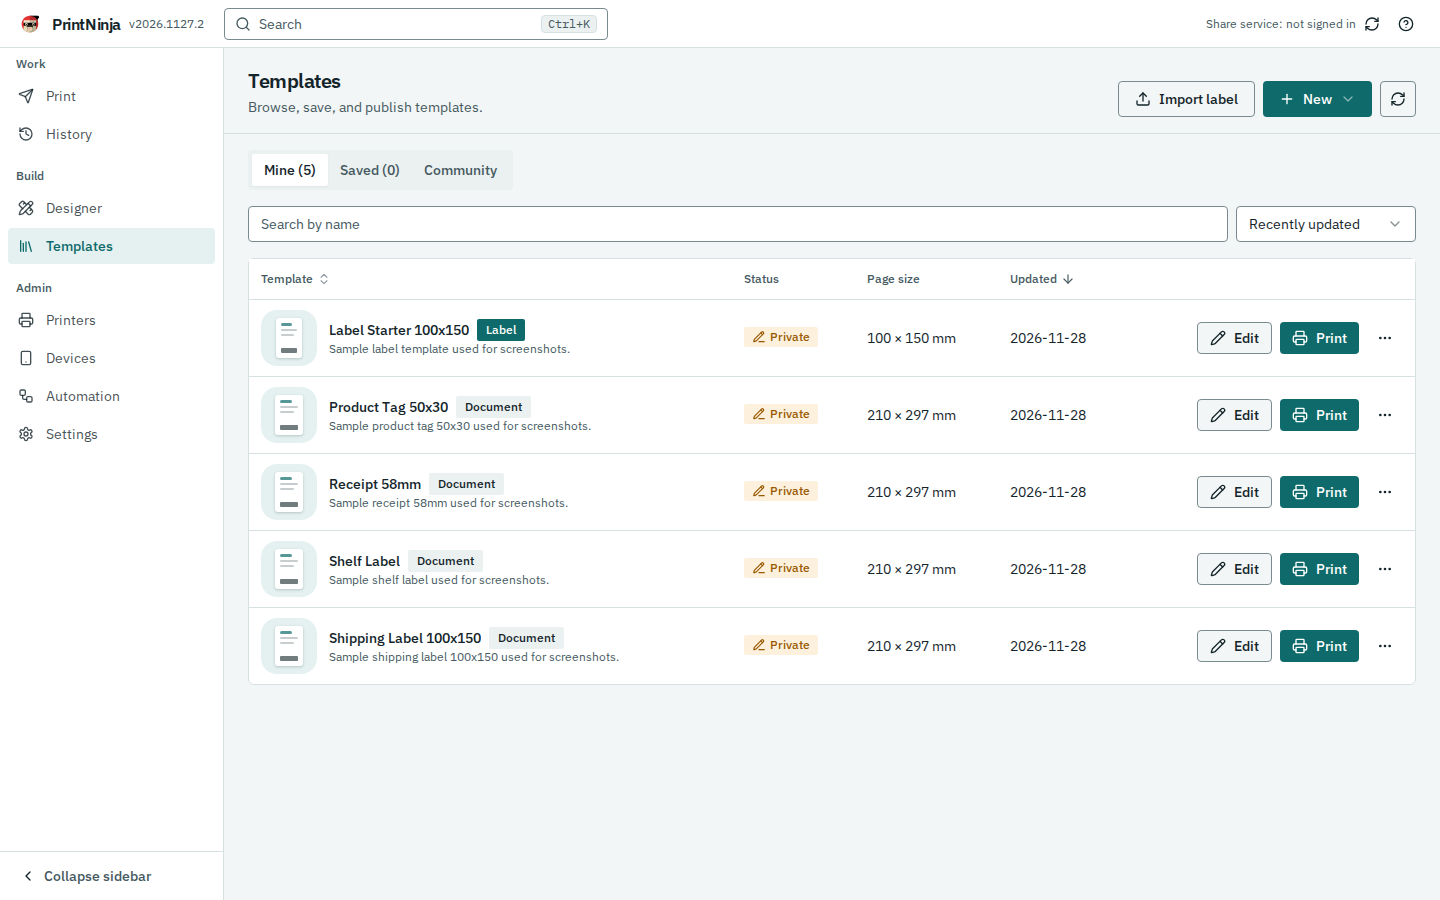 PrintNinja v2026.1127.2
Search Ctrl+K
Share service: not signed in
Work
Print
History
Build
Designer
Templates
Admin
Printers
Devices
Automation
Settings
Collapse sidebar
Templates
Browse, save, and publish templates.
Import label
New
Mine (5) Saved (0) Community
Search by name
Recently updated
Template Status Page size Updated
Label Starter 100x150 Label
Sample label template used for screenshots.
Private 100 × 150 mm 2026-11-28 Edit Print
Product Tag 50x30 Document
Sample product tag 50x30 used for screenshots.
Private 210 × 297 mm 2026-11-28 Edit Print
Receipt 58mm Document
Sample receipt 58mm used for screenshots.
Private 210 × 297 mm 2026-11-28 Edit Print
Shelf Label Document
Sample shelf label used for screenshots.
Private 210 × 297 mm 2026-11-28 Edit Print
Shipping Label 100x150 Document
Sample shipping label 100x150 used for screenshots.
Private 210 × 297 mm 2026-11-28 Edit Print